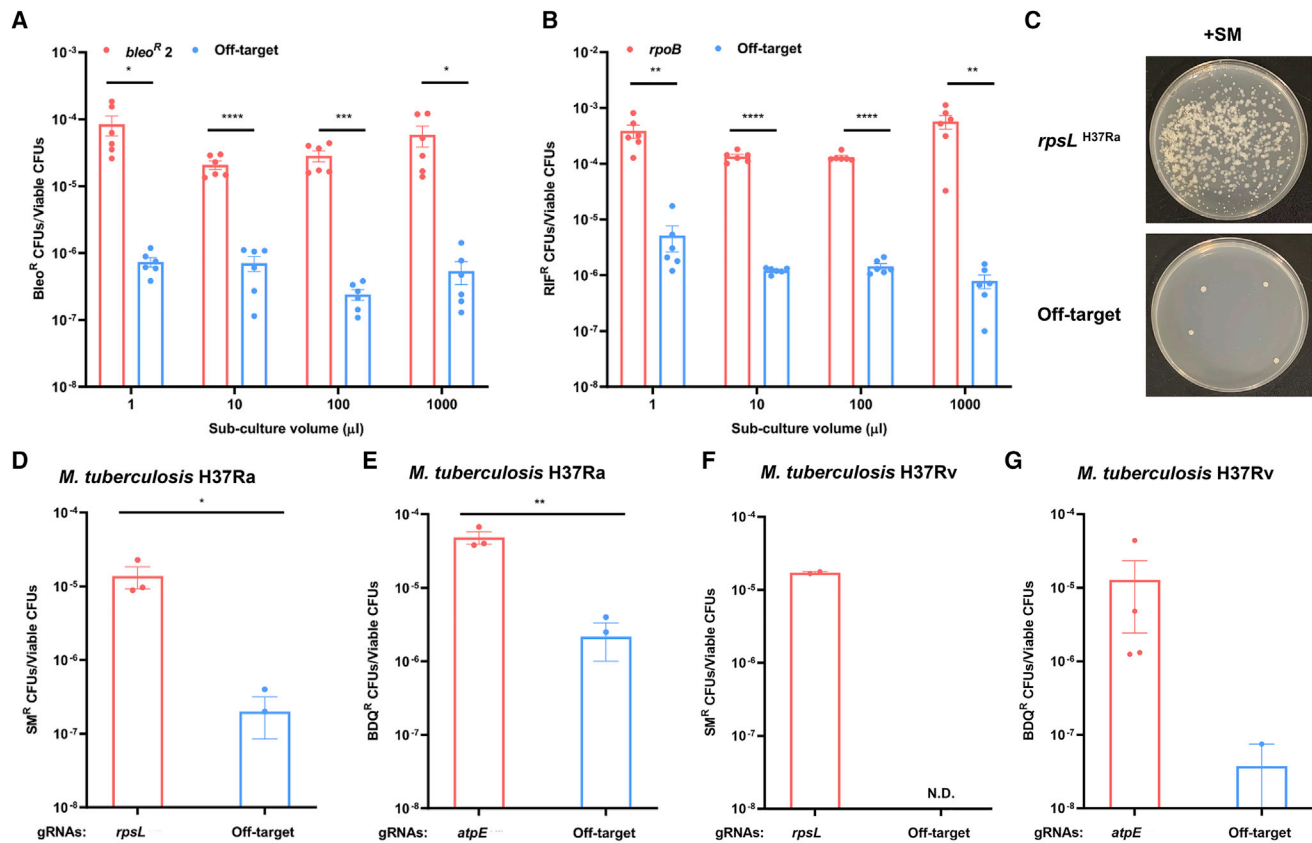 A
bleoR 2
Off-target
*
****
***
*
10-3
10-4
10-5
10-6
10-7
10-8
BleoR CFUs/Viable CFUs
1
10
100
1000
Sub-culture volume (μl)
B
rpoB
Off-target
**
****
****
**
10-2
10-3
10-4
10-5
10-6
10-7
10-8
RIFR CFUs/Viable CFUs
1
10
100
1000
Sub-culture volume (μl)
C
+SM
rpsL H37Ra
Off-target
D
M. tuberculosis H37Ra
*
10-4
10-5
10-6
10-7
10-8
SMR CFUs/Viable CFUs
gRNAs:
rpsL
Off-target
E
M. tuberculosis H37Ra
**
10-4
10-5
10-6
10-7
10-8
BDQR CFUs/Viable CFUs
gRNAs:
atpE
Off-target
F
M. tuberculosis H37Rv
10-4
10-5
10-6
10-7
10-8
SMR CFUs/Viable CFUs
N.D.
gRNAs:
rpsL
Off-target
G
M. tuberculosis H37Rv
10-4
10-5
10-6
10-7
10-8
BDQR CFUs/Viable CFUs
gRNAs:
atpE
Off-target